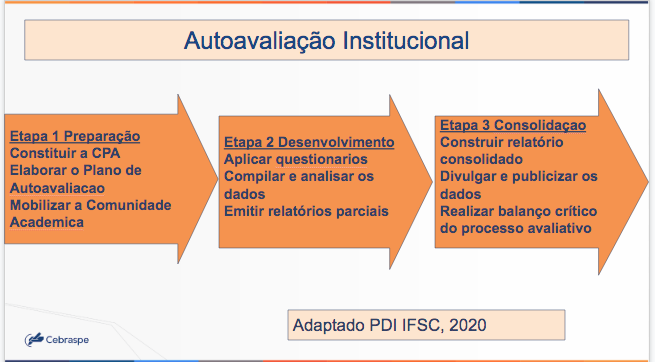 Autoavaliação Institucional
Etapa 1 Preparação
Constituir a CPA
Elaborar o Plano de
Autoavaliacao
Mobilizar a Comunidade
Academica
Etapa 2 Desenvolvimento
Aplicar questionarios
Compilar e analisar os
dados
Emitir relatórios parciais
Etapa 3 Consolidaçao
Construir relatório
consolidado
Divulgar e publicizar os
dados
Realizar balanço crítico
do processo avaliativo
Adaptado PDI IFSC, 2020
Cebraspe